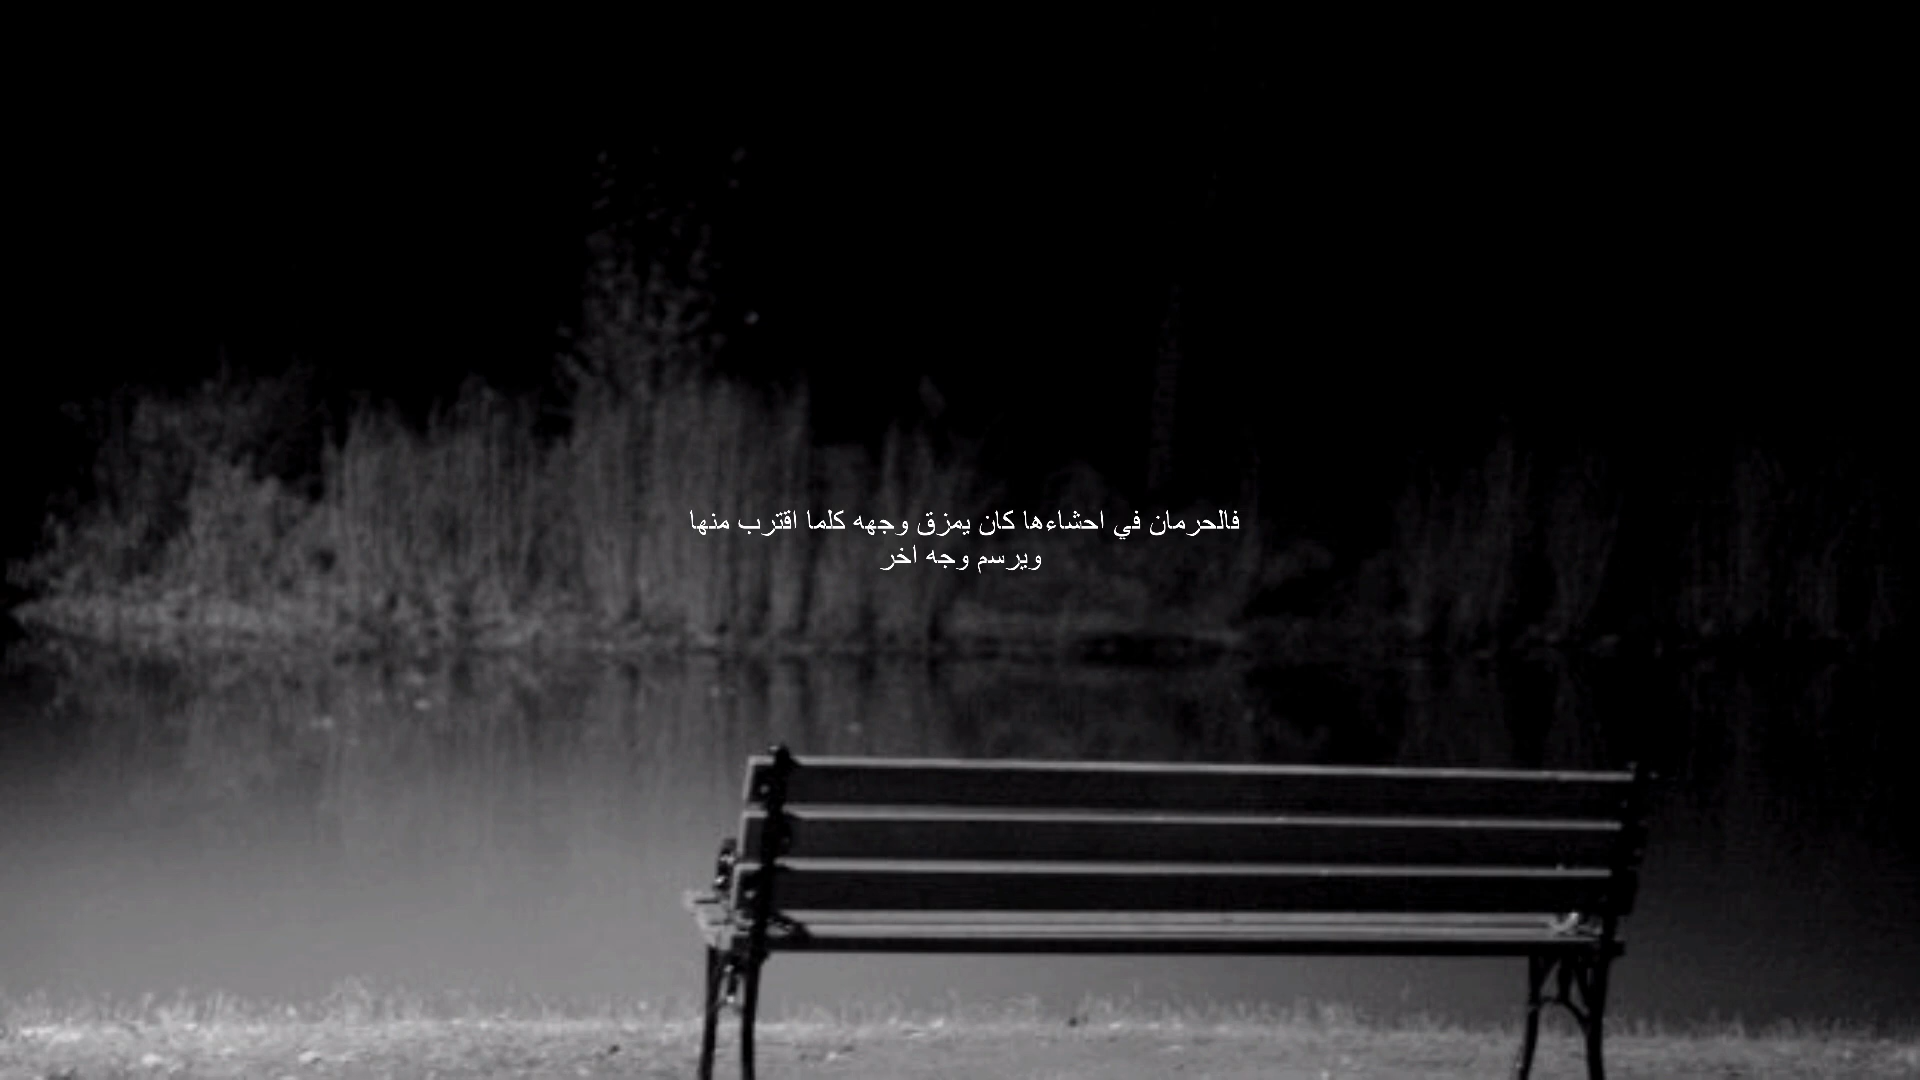 فالحرمان في احشاءها كان يمزق وجهه كلما اقترب منها
ويرسم وجه اخر